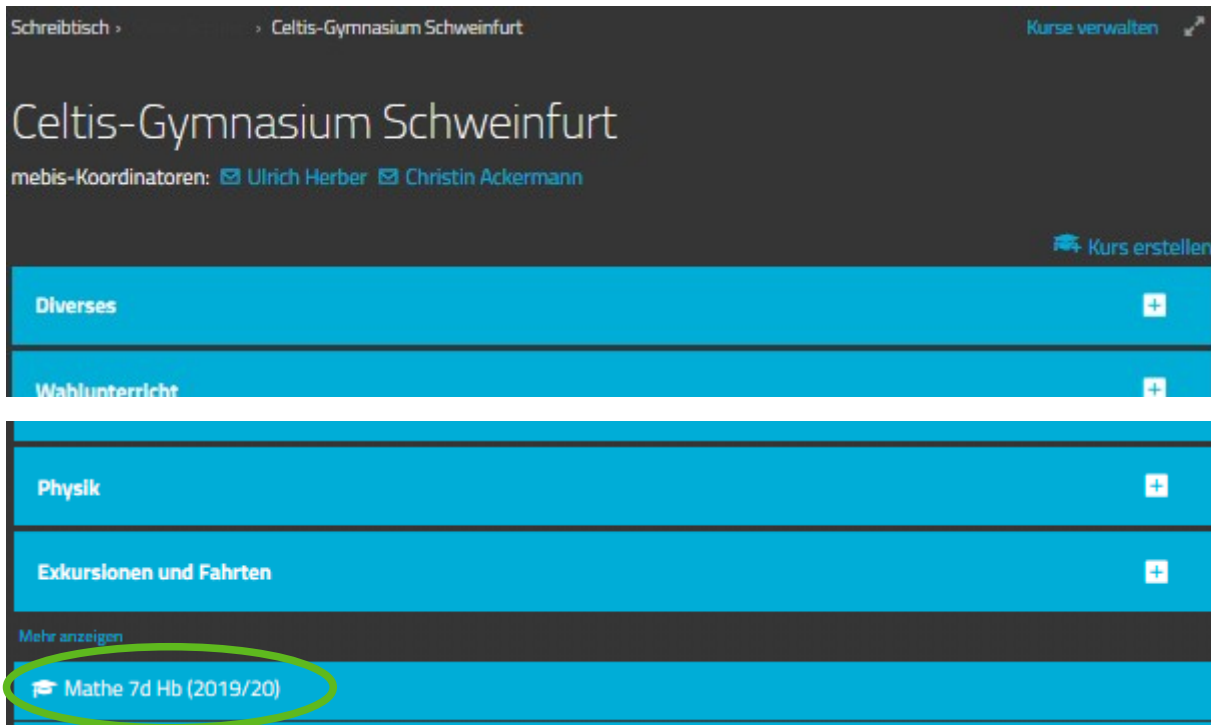 Schreibtisch › › Celtis-Gymnasium Schweinfurt Kurse verwalten
Celtis-Gymnasium Schweinfurt
mebis-Koordinatoren: Ulrich Herber Christin Ackermann
Kurs erstellen
Diverses
Wahlunterricht
Physik
Exkursionen und Fahrten
Mehr anzeigen
Mathe 7d Hb (2019/20)